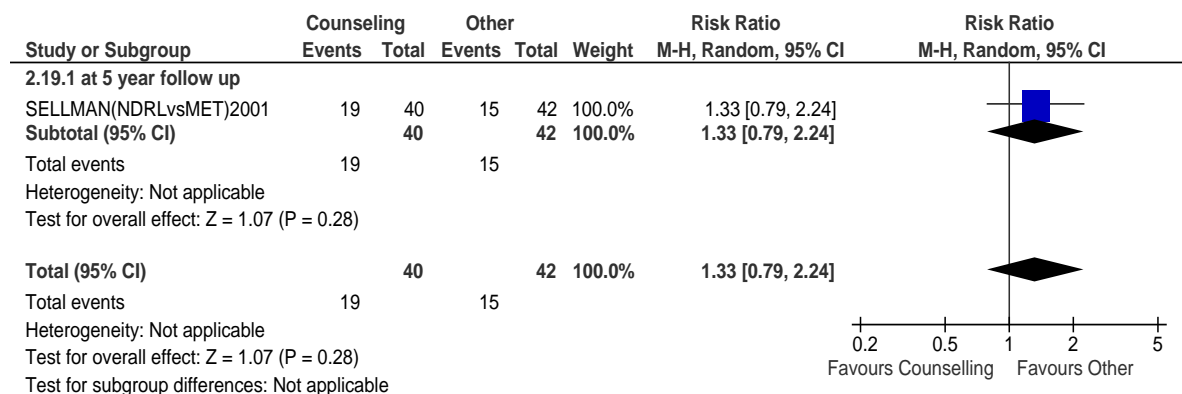 Counseling Other Risk Ratio Risk Ratio
Study or Subgroup Events Total Events Total Weight M-H, Random, 95% CI M-H, Random, 95% CI
2.19.1 at 5 year follow up
SELLMAN(NDRLvsMET)2001 19 40 15 42 100.0% 1.33 [0.79, 2.24]
Subtotal (95% CI) 40 42 100.0% 1.33 [0.79, 2.24]
Total events 19 15
Heterogeneity: Not applicable
Test for overall effect: Z = 1.07 (P = 0.28)
Total (95% CI) 40 42 100.0% 1.33 [0.79, 2.24]
Total events 19 15
Heterogeneity: Not applicable
Test for overall effect: Z = 1.07 (P = 0.28)
Test for subgroup differences: Not applicable
0.2 0.5 1 2 5
Favours Counselling Favours Other